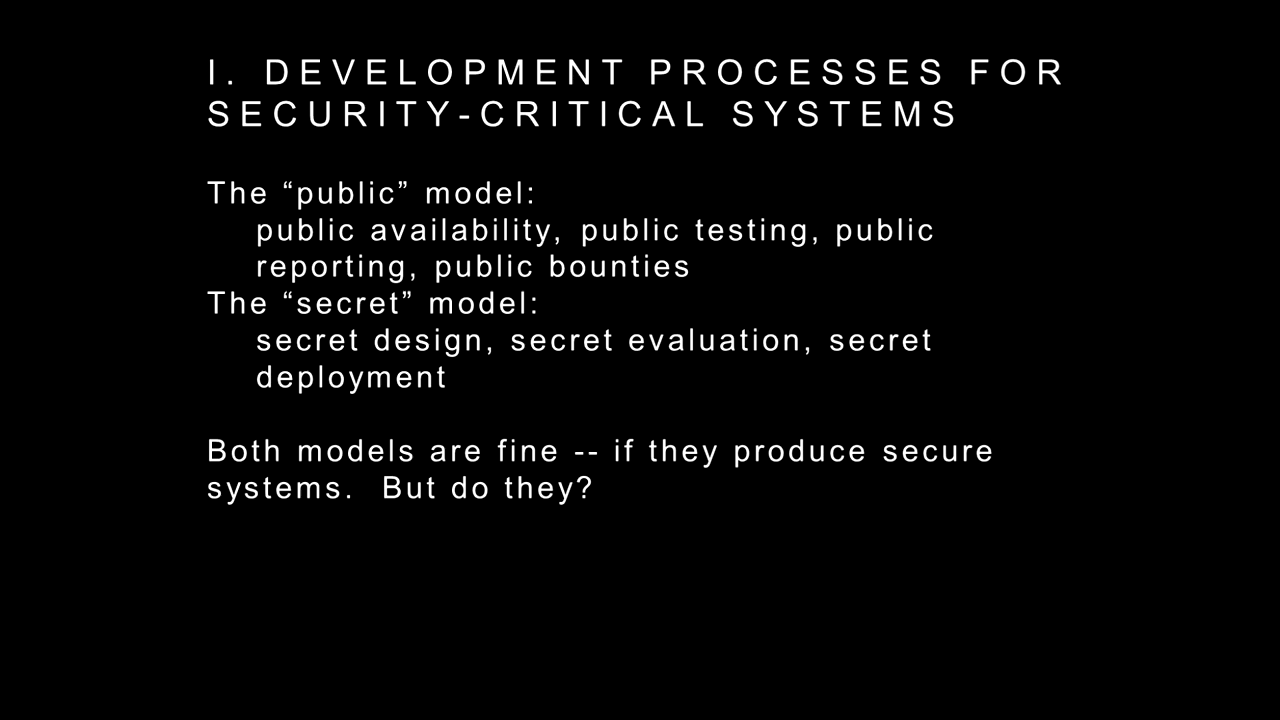 I. DEVELOPMENT PROCESSES FOR
SECURITY-CRITICAL SYSTEMS
The “public” model:
public availability, public testing, public
reporting, public bounties
The “secret” model:
secret design, secret evaluation, secret
deployment
Both models are fine -- if they produce secure
systems. But do they?